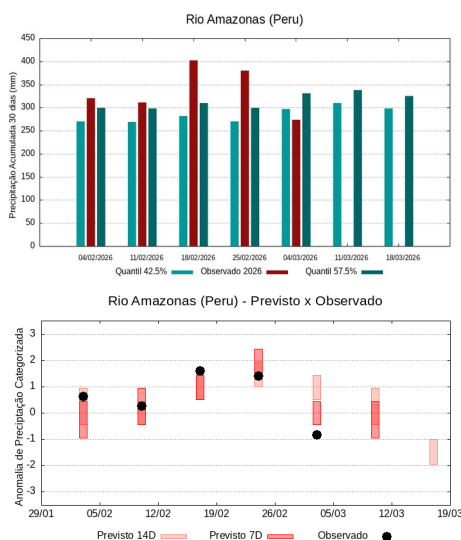 Rio Amazonas (Peru)
Precipitação Acumulada 30 dias (mm)
450
400
350
300
250
200
150
100
50
0
04/02/2026 11/02/2026 18/02/2026 25/02/2026 04/03/2026 11/03/2026 18/03/2026
Quantil 42.5% Observado 2026 Quantil 57.5%
Rio Amazonas (Peru) - Previsto x Observado
Anomalia de Preciptação Categorizada
3
2
1
0
-1
-2
-3
29/01 05/02 12/02 19/02 26/02 05/03 12/03 19/03
Previsto 14D Previsto 7D Observado